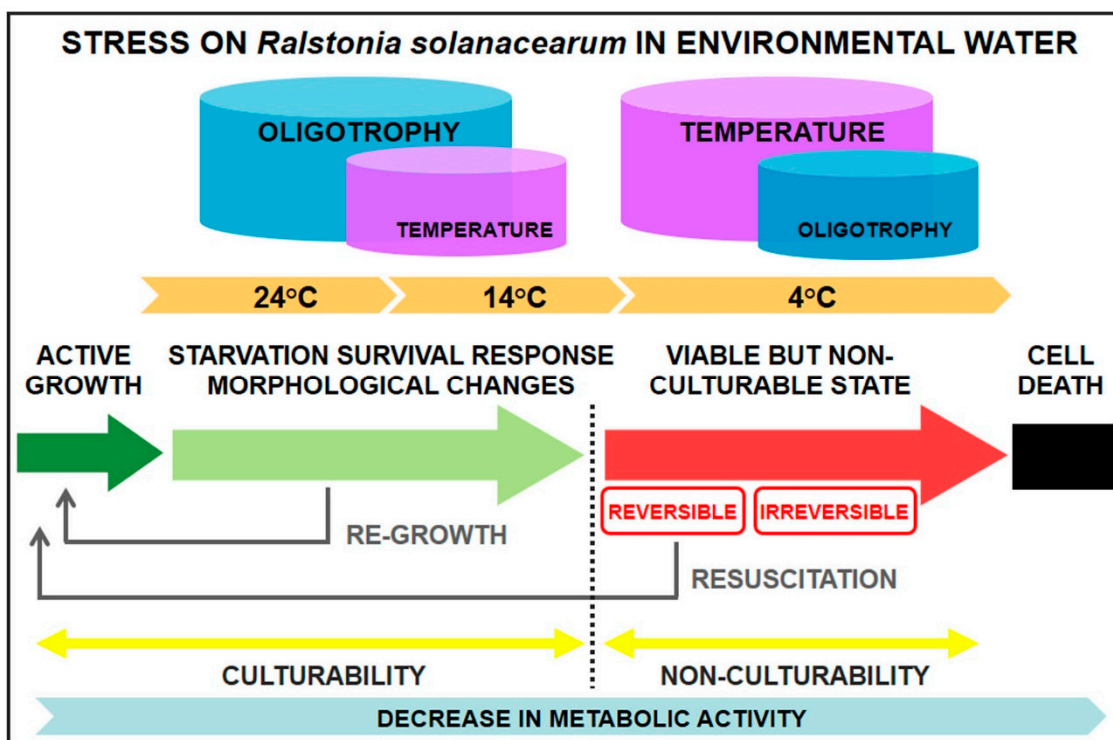 STRESS ON Ralstonia solanacearum IN ENVIRONMENTAL WATER
OLIGOTROPHY
TEMPERATURE
TEMPERATURE
OLIGOTROPHY
24°C
14°C
4°C
ACTIVE
GROWTH
STARVATION SURVIVAL RESPONSE
MORPHOLOGICAL CHANGES
VIABLE BUT NON-
CULTURABLE STATE
CELL
DEATH
REVERSIBLE
IRREVERSIBLE
RE-GROWTH
RESUSCITATION
CULTURABILITY
NON-CULTURABILITY
DECREASE IN METABOLIC ACTIVITY